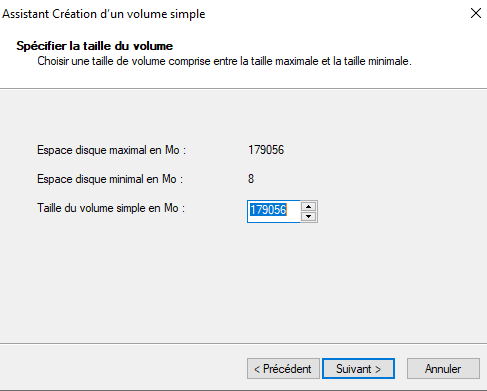 Assistant Création d'un volume simple
Spécifier la taille du volume
Choisir une taille de volume comprise entre la taille maximale et la taille minimale.
Espace disque maximal en Mo : 179056
Espace disque minimal en Mo : 8
Taille du volume simple en Mo : 179056
< Précédent Suivant > Annuler